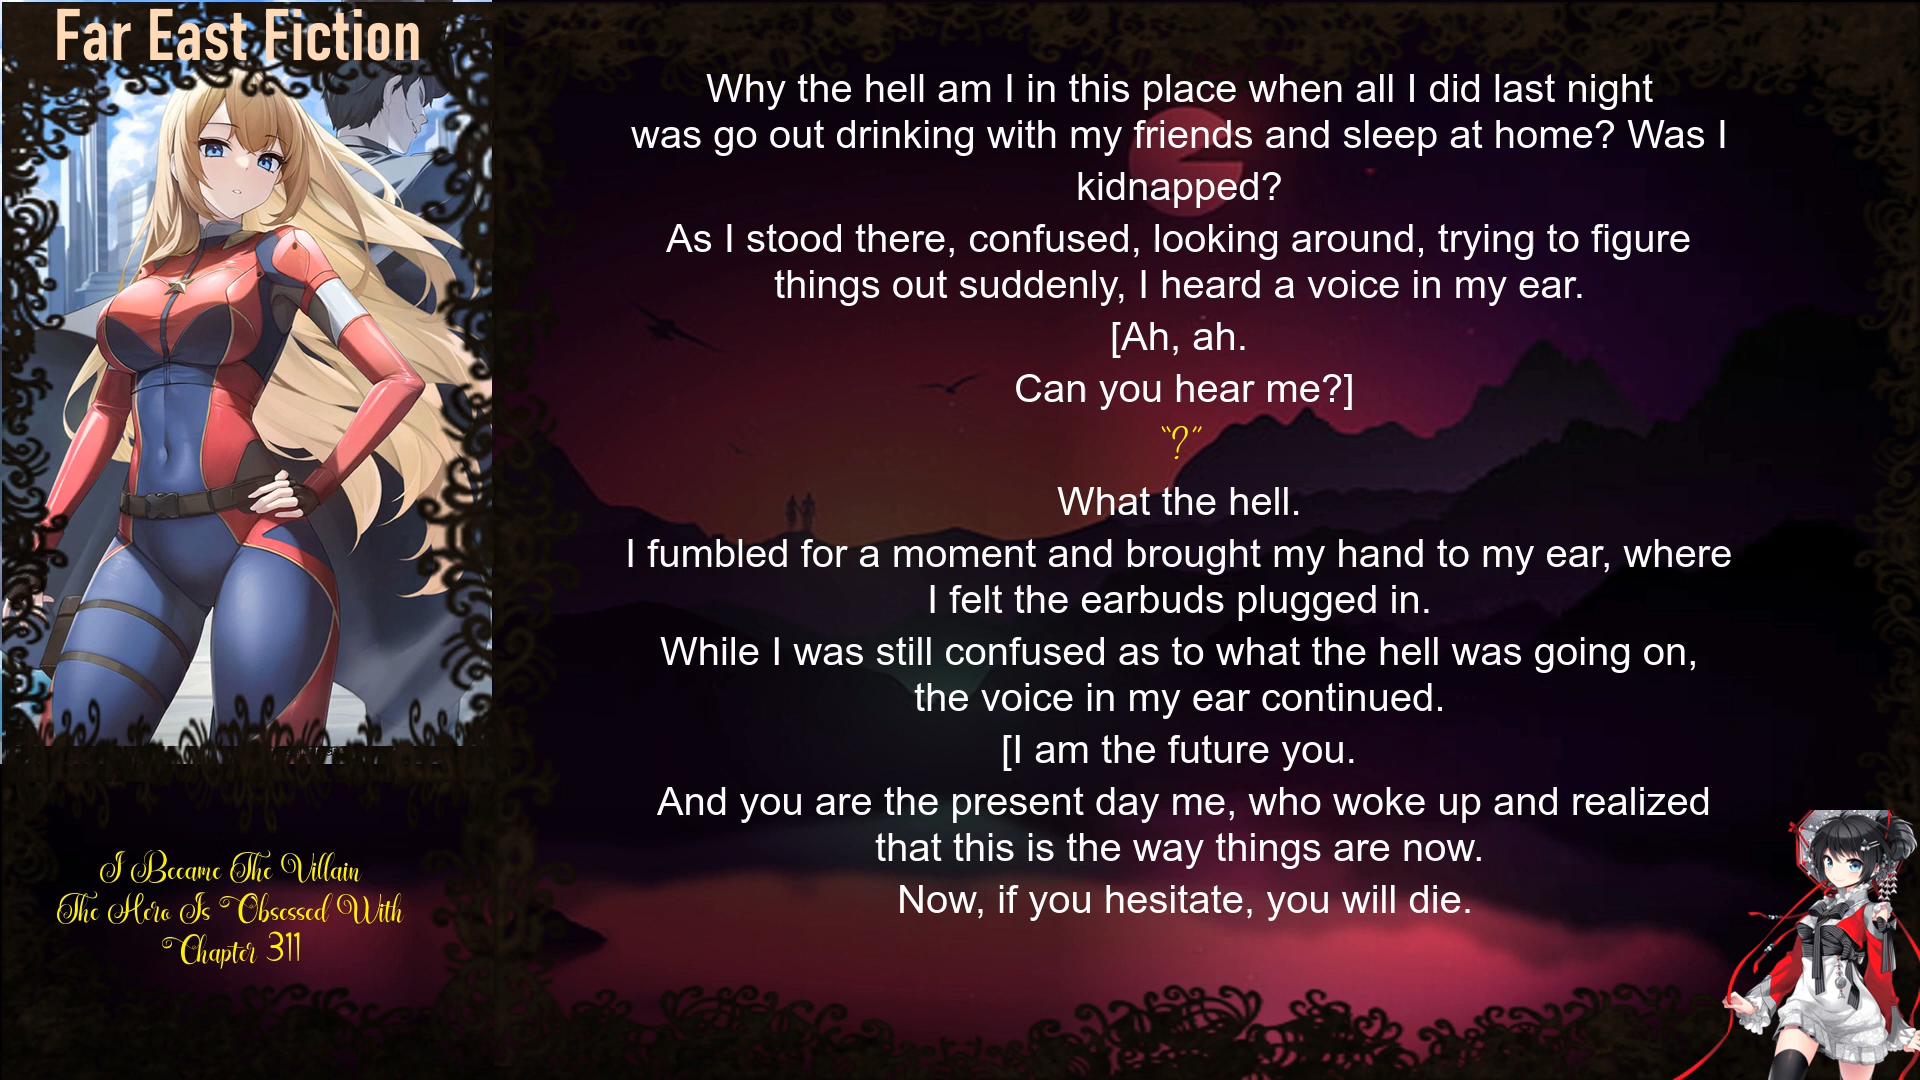 Far East Fiction
Why the hell am I in this place when all I did last night
was go out drinking with my friends and sleep at home? Was I
kidnapped?
As I stood there, confused, looking around, trying to figure
things out suddenly, I heard a voice in my ear.
[Ah, ah.
Can you hear me?]
"?"
What the hell.
I fumbled for a moment and brought my hand to my ear, where
I felt the earbuds plugged in.
While I was still confused as to what the hell was going on,
the voice in my ear continued.
[I am the future you.
And you are the present day me, who woke up and realized
that this is the way things are now.
Now, if you hesitate, you will die.
I Became The Villain
The Hero Is Obsessed With
Chapter 311